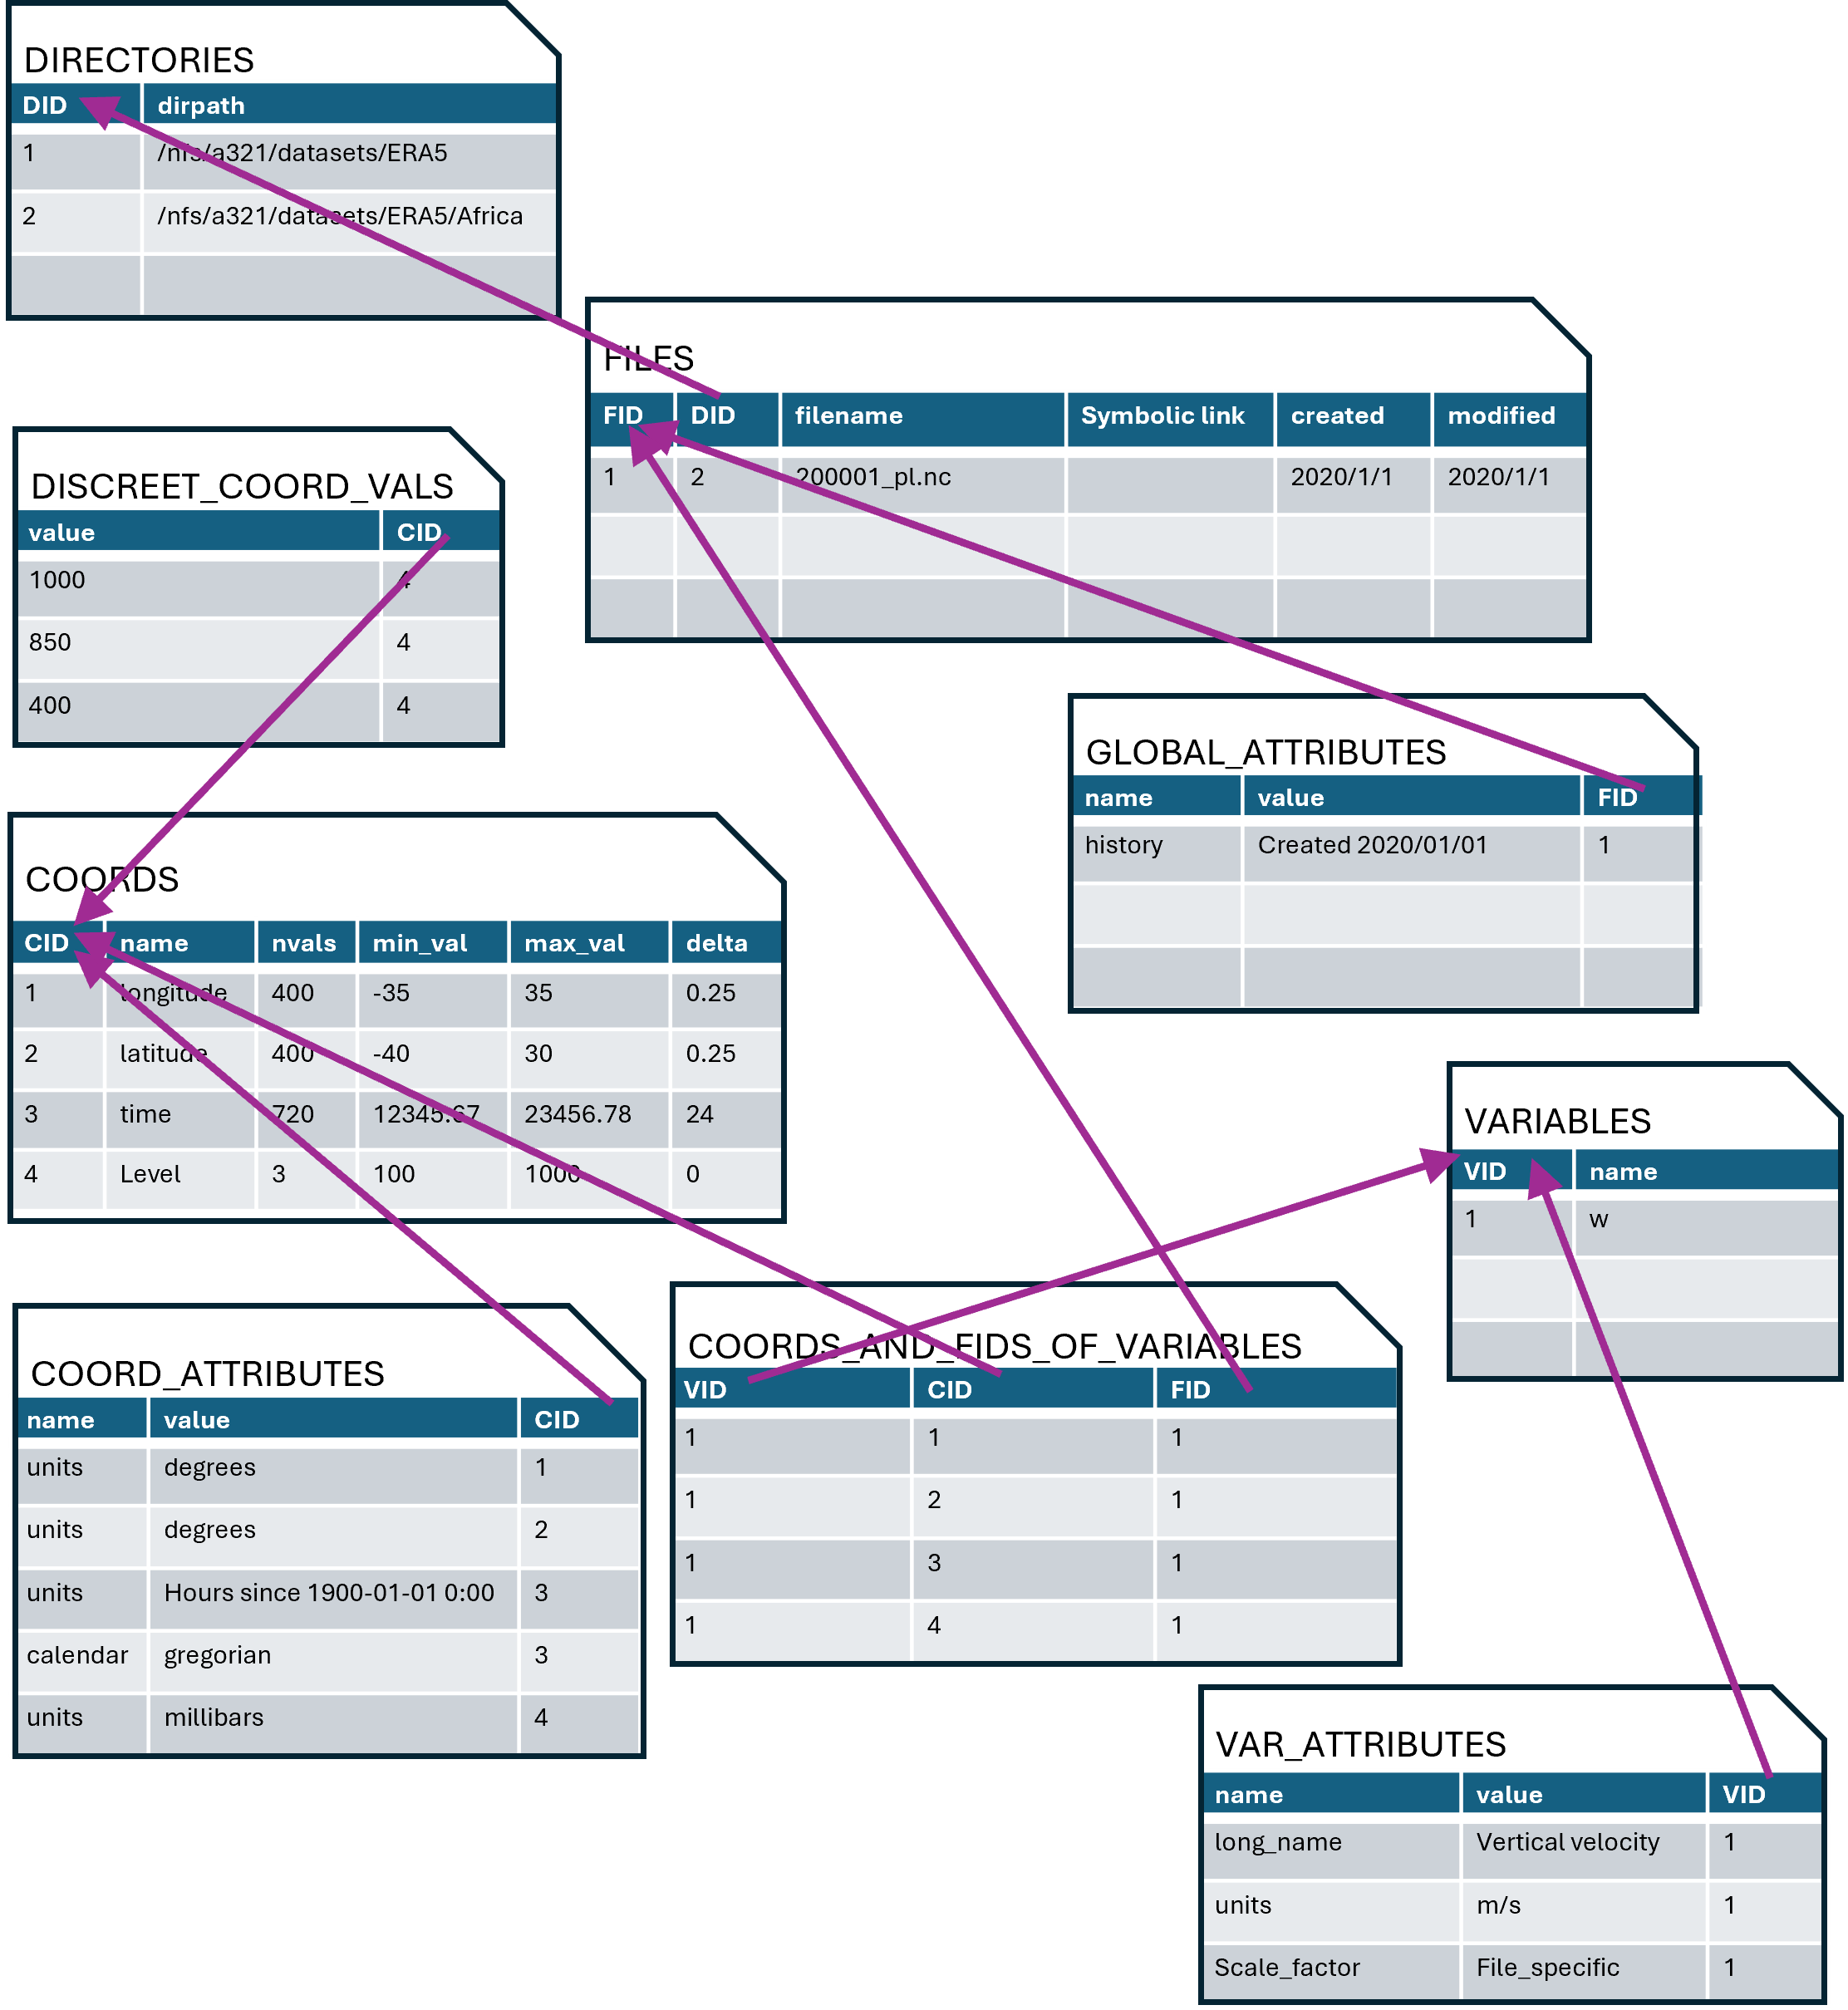 DIRECTORIES
DID dirpath
1 /nfs/a321/datasets/ERA5
2 /nfs/a321/datasets/ERA5/Africa
FILES
FID DID filename Symbolic link created modified
1 2 200001_pl.nc 2020/1/1 2020/1/1
DISCREET_COORD_VALS
value CID
1000 4
850 4
400 4
GLOBAL_ATTRIBUTES
name value FID
history Created 2020/01/01 1
COORDS
CID name nvals min_val max_val delta
1 longitude 400 -35 35 0.25
2 latitude 400 -40 30 0.25
3 time 720 12345.67 23456.78 24
4 Level 3 100 1000 0
VARIABLES
VID name
1 w
COORD_ATTRIBUTES
name value CID
units degrees 1
units degrees 2
units Hours since 1900-01-01 0:00 3
calendar gregorian 3
units millibars 4
COORDS_AND_FIDS_OF_VARIABLES
VID CID FID
1 1 1
1 2 1
1 3 1
1 4 1
VAR_ATTRIBUTES
name value VID
long_name Vertical velocity 1
units m/s 1
Scale_factor File_specific 1